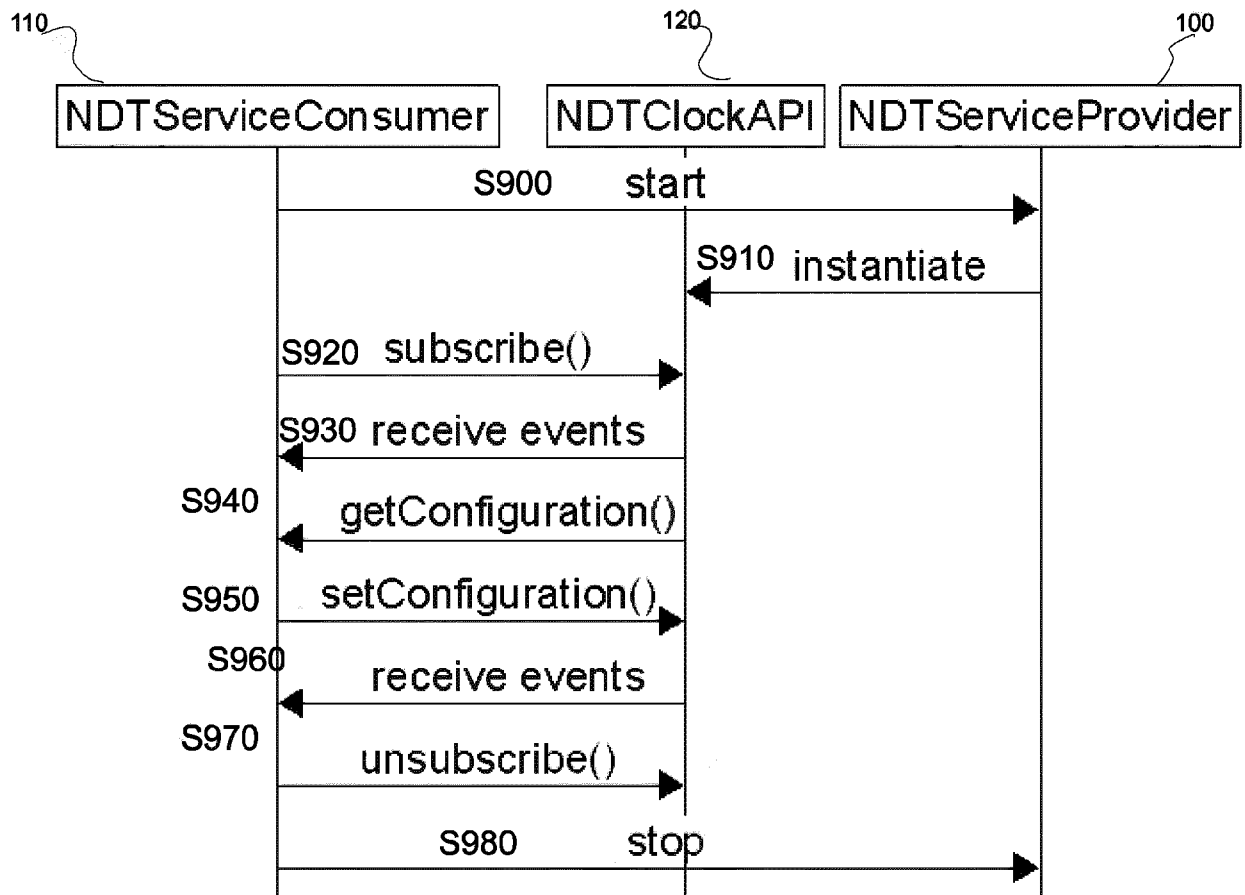 110 120 100
NDTServiceConsumer NDTClockAPI NDTServiceProvider
S900 start
S910 instantiate
S920 subscribe()
S930 receive events
S940 getConfiguration()
S950 setConfiguration()
S960 receive events
S970 unsubscribe()
S980 stop